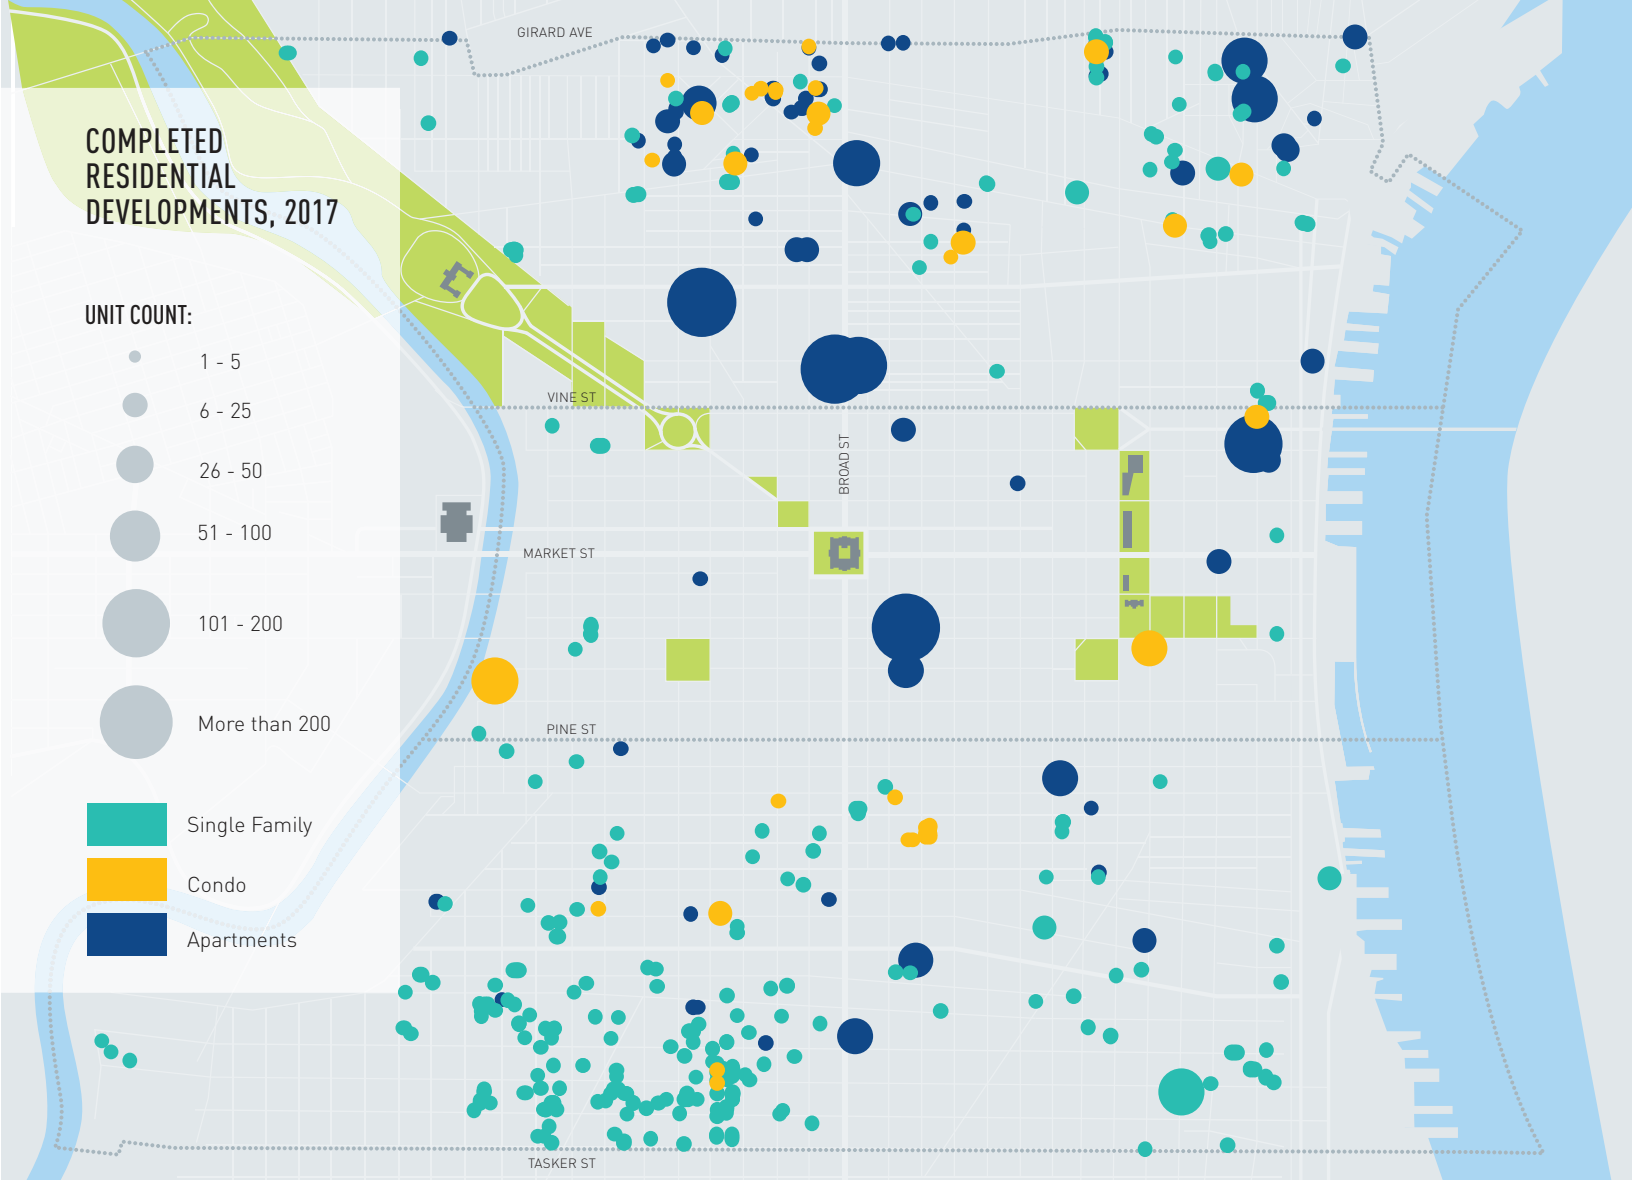 COMPLETED
RESIDENTIAL
DEVELOPMENTS, 2017
UNIT COUNT:
1 - 5
6 - 25
26 - 50
51 - 100
101 - 200
More than 200
Single Family
Condo
Apartments
GIRARD AVE
VINE ST
BROAD ST
MARKET ST
PINE ST
TASKER ST